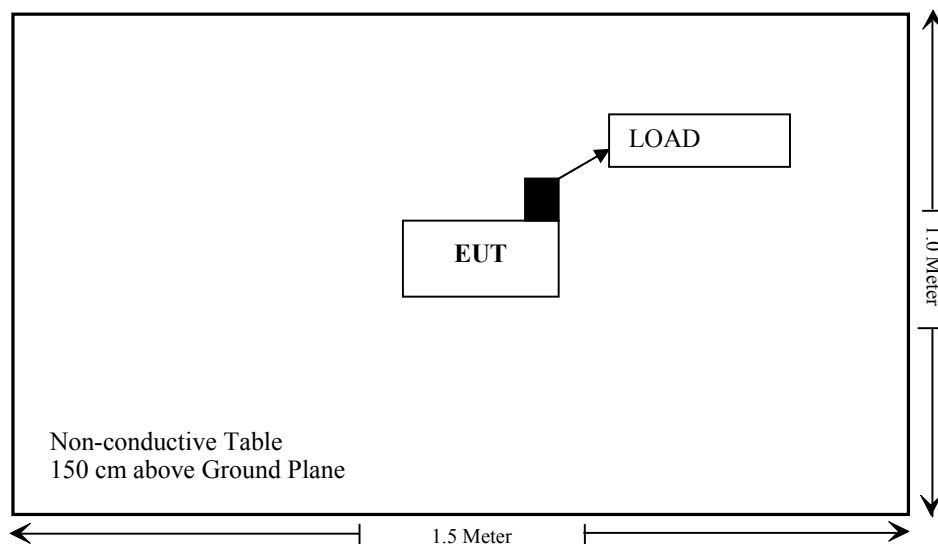 LOAD
EUT
1.0 Meter
Non-conductive Table
150 cm above Ground Plane
1.5 Meter